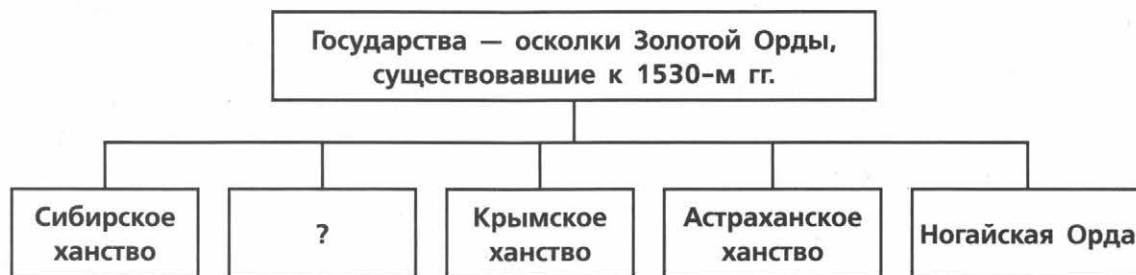 Государства — осколки Золотой Орды,
существовавшие к 1530-м гг.
Сибирское
ханство
?
Крымское
ханство
Астраханское
ханство
Ногайская Орда